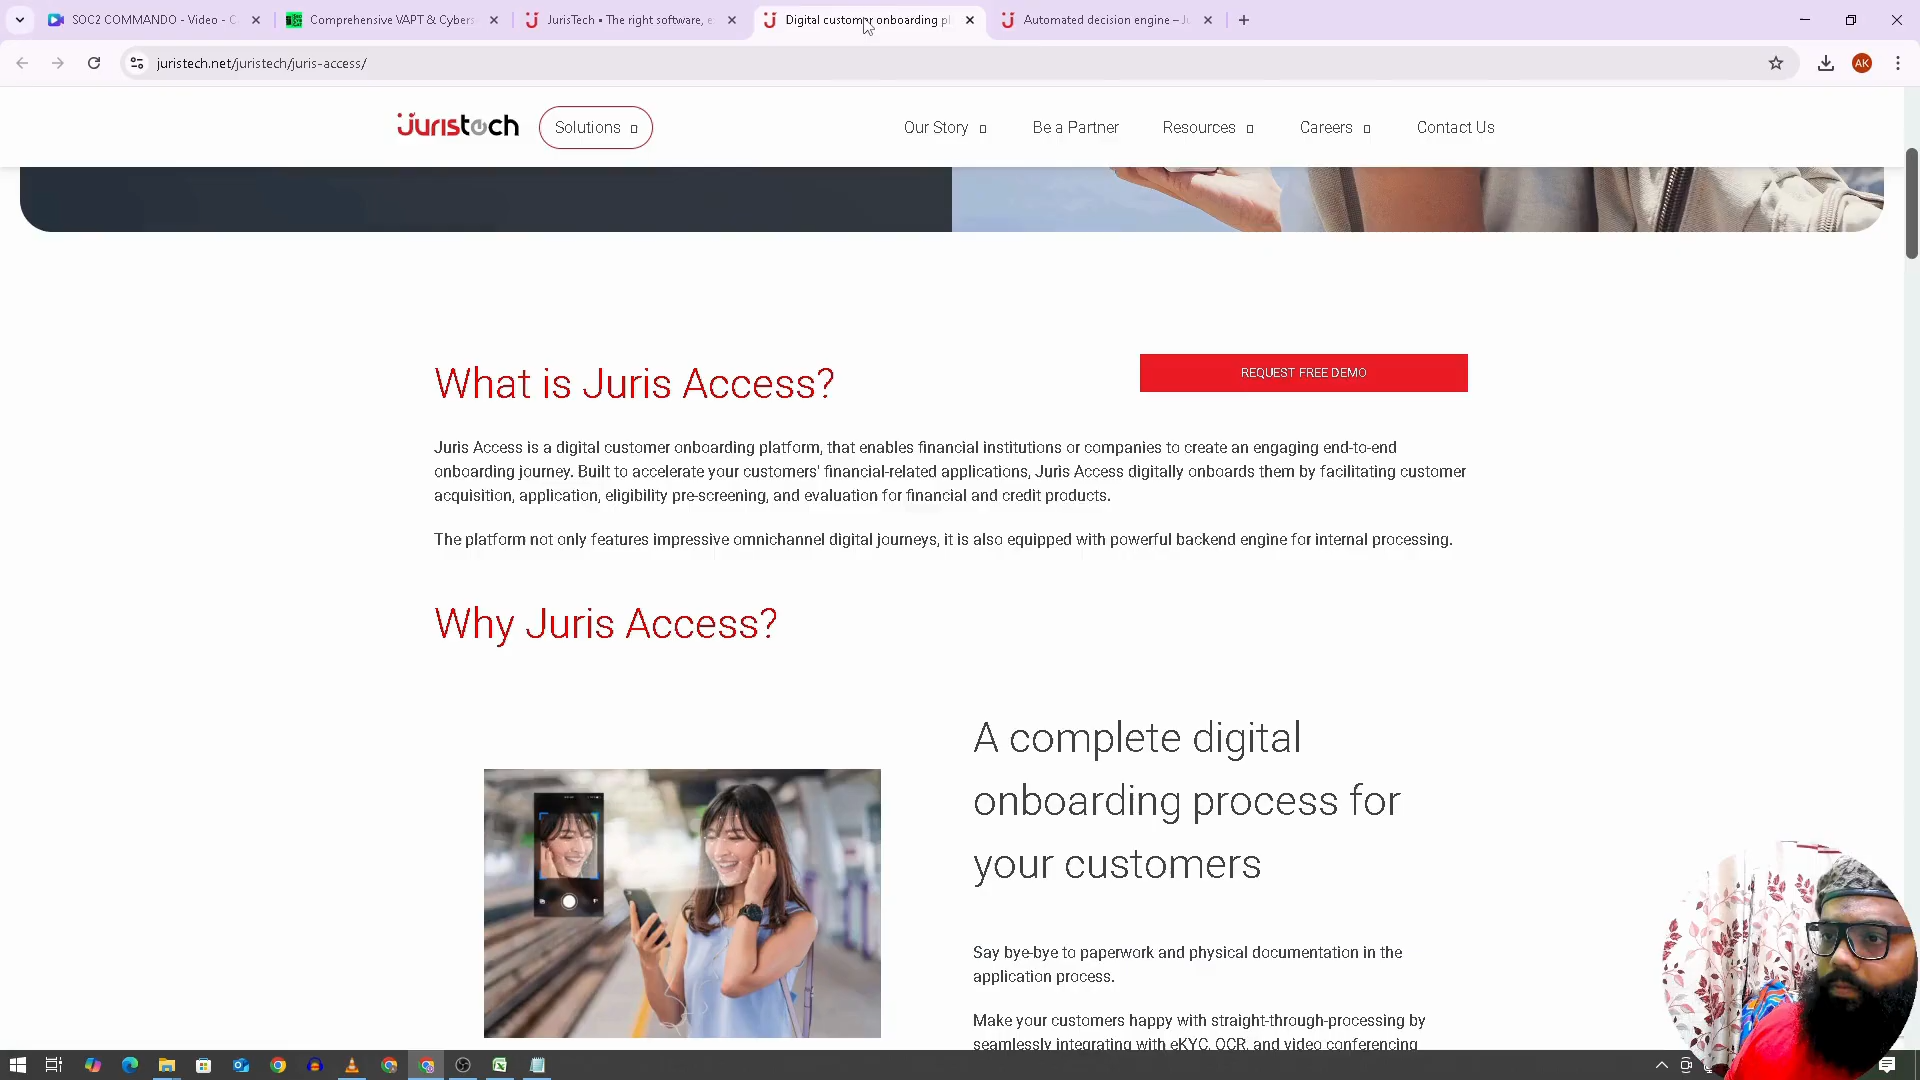 SOC2 COMMANDO - Video - C
Comprehensive VAPT & Cybers
JurisTech • The right software, e
Digital customer onboarding pl
Automated decision engine – Ju
juristech.net/juristech/juris-access/
AK
juristech
Solutions
Our Story
Be a Partner
Resources
Careers
Contact Us
What is Juris Access?
REQUEST FREE DEMO
Juris Access is a digital customer onboarding platform, that enables financial institutions or companies to create an engaging end-to-end
onboarding journey. Built to accelerate your customers' financial-related applications, Juris Access digitally onboards them by facilitating customer
acquisition, application, eligibility pre-screening, and evaluation for financial and credit products.
The platform not only features impressive omnichannel digital journeys, it is also equipped with powerful backend engine for internal processing.
Why Juris Access?
A complete digital
onboarding process for
your customers
Say bye-bye to paperwork and physical documentation in the
application process.
Make your customers happy with straight-through-processing by
seamlessly integrating with eKYC, OCR, and video conferencing